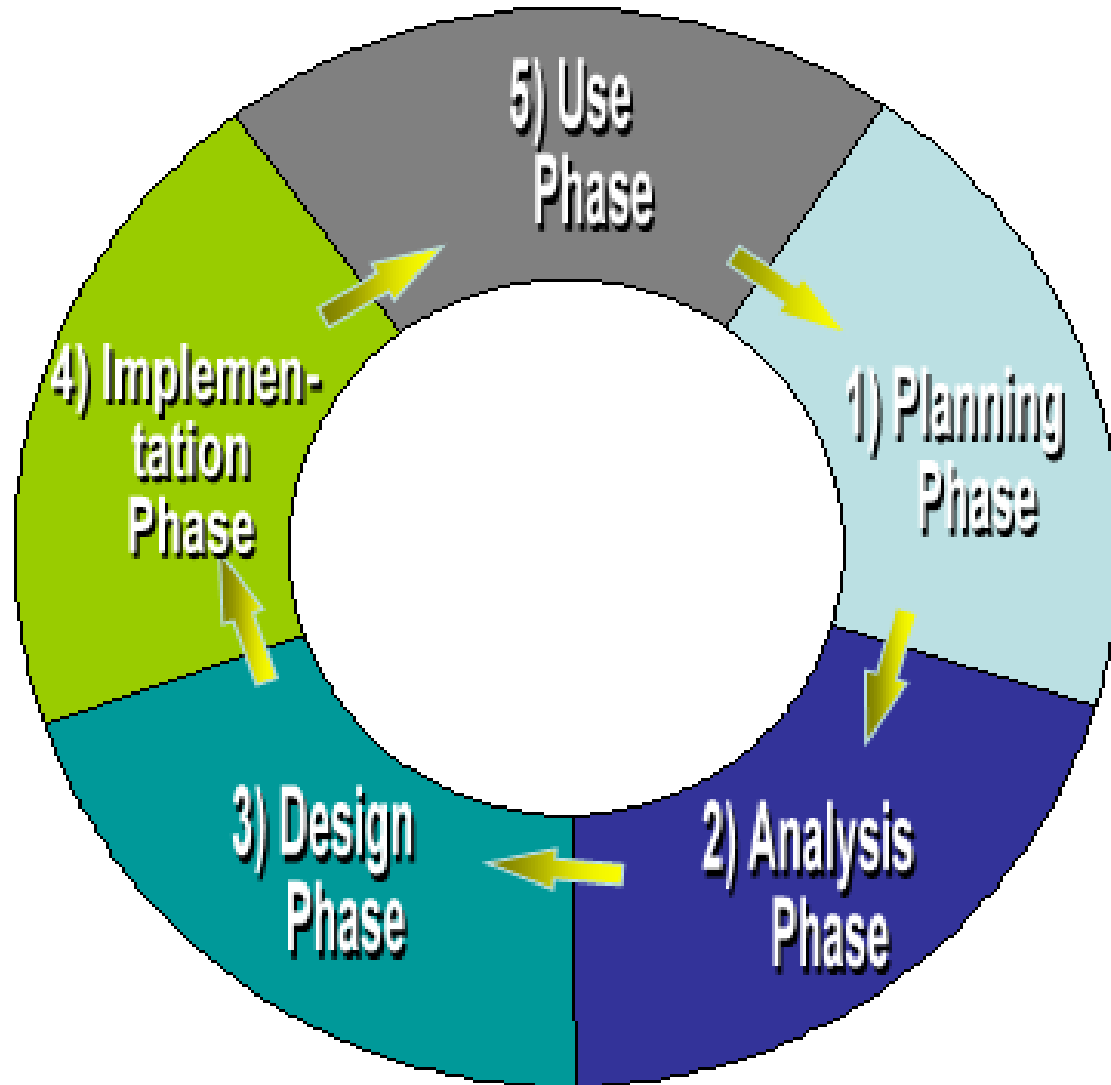 5) Use
Phase
1) Planning
Phase
2) Analysis
Phase
3) Design
Phase
4) Implemen-
tation
Phase